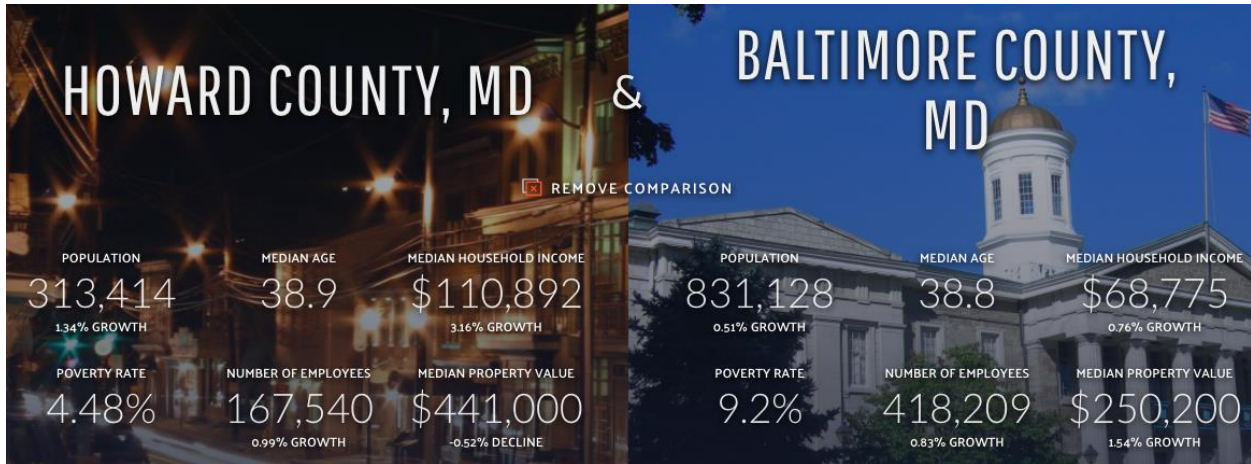 HOWARD COUNTY, MD
&
BALTIMORE COUNTY,
MD
REMOVE COMPARISON
POPULATION
313,414
1.34% GROWTH
MEDIAN AGE
38.9
MEDIAN HOUSEHOLD INCOME
$110,892
3.16% GROWTH
POVERTY RATE
4.48%
NUMBER OF EMPLOYEES
167,540
0.99% GROWTH
MEDIAN PROPERTY VALUE
$441,000
-0.52% DECLINE
POPULATION
831,128
0.51% GROWTH
MEDIAN AGE
38.8
MEDIAN HOUSEHOLD INCOME
$68,775
0.76% GROWTH
POVERTY RATE
9.2%
NUMBER OF EMPLOYEES
418,209
0.83% GROWTH
MEDIAN PROPERTY VALUE
$250,200
1.54% GROWTH